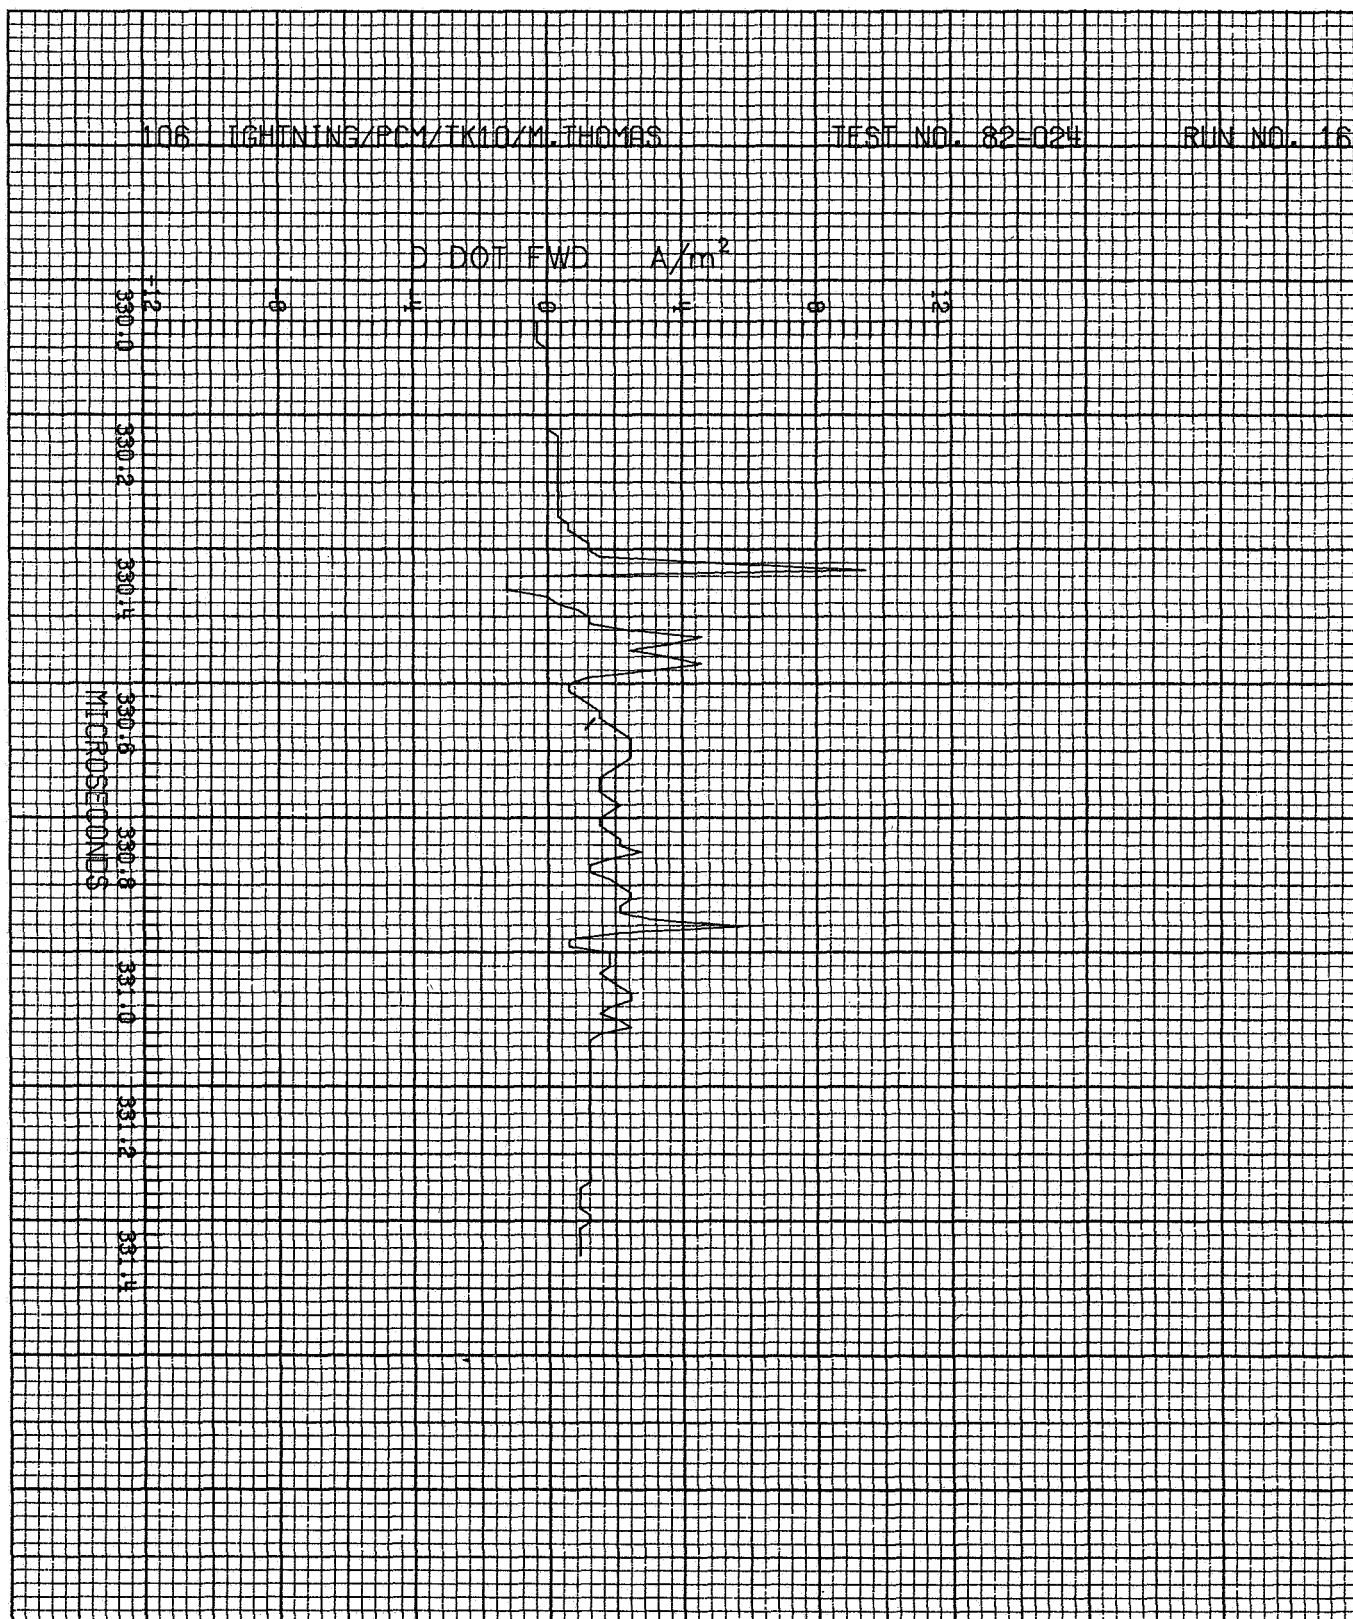 106 IGHTNING/PCM/TK10/M.THOMAS TEST NO. 82-024 RUN NO. 16
D DOT FWD A/m²
-12 -8 -4 0 4 8 12
330.0
330.2
330.4
330.6
330.8
331.0
331.2
331.4
MICROSECONDS